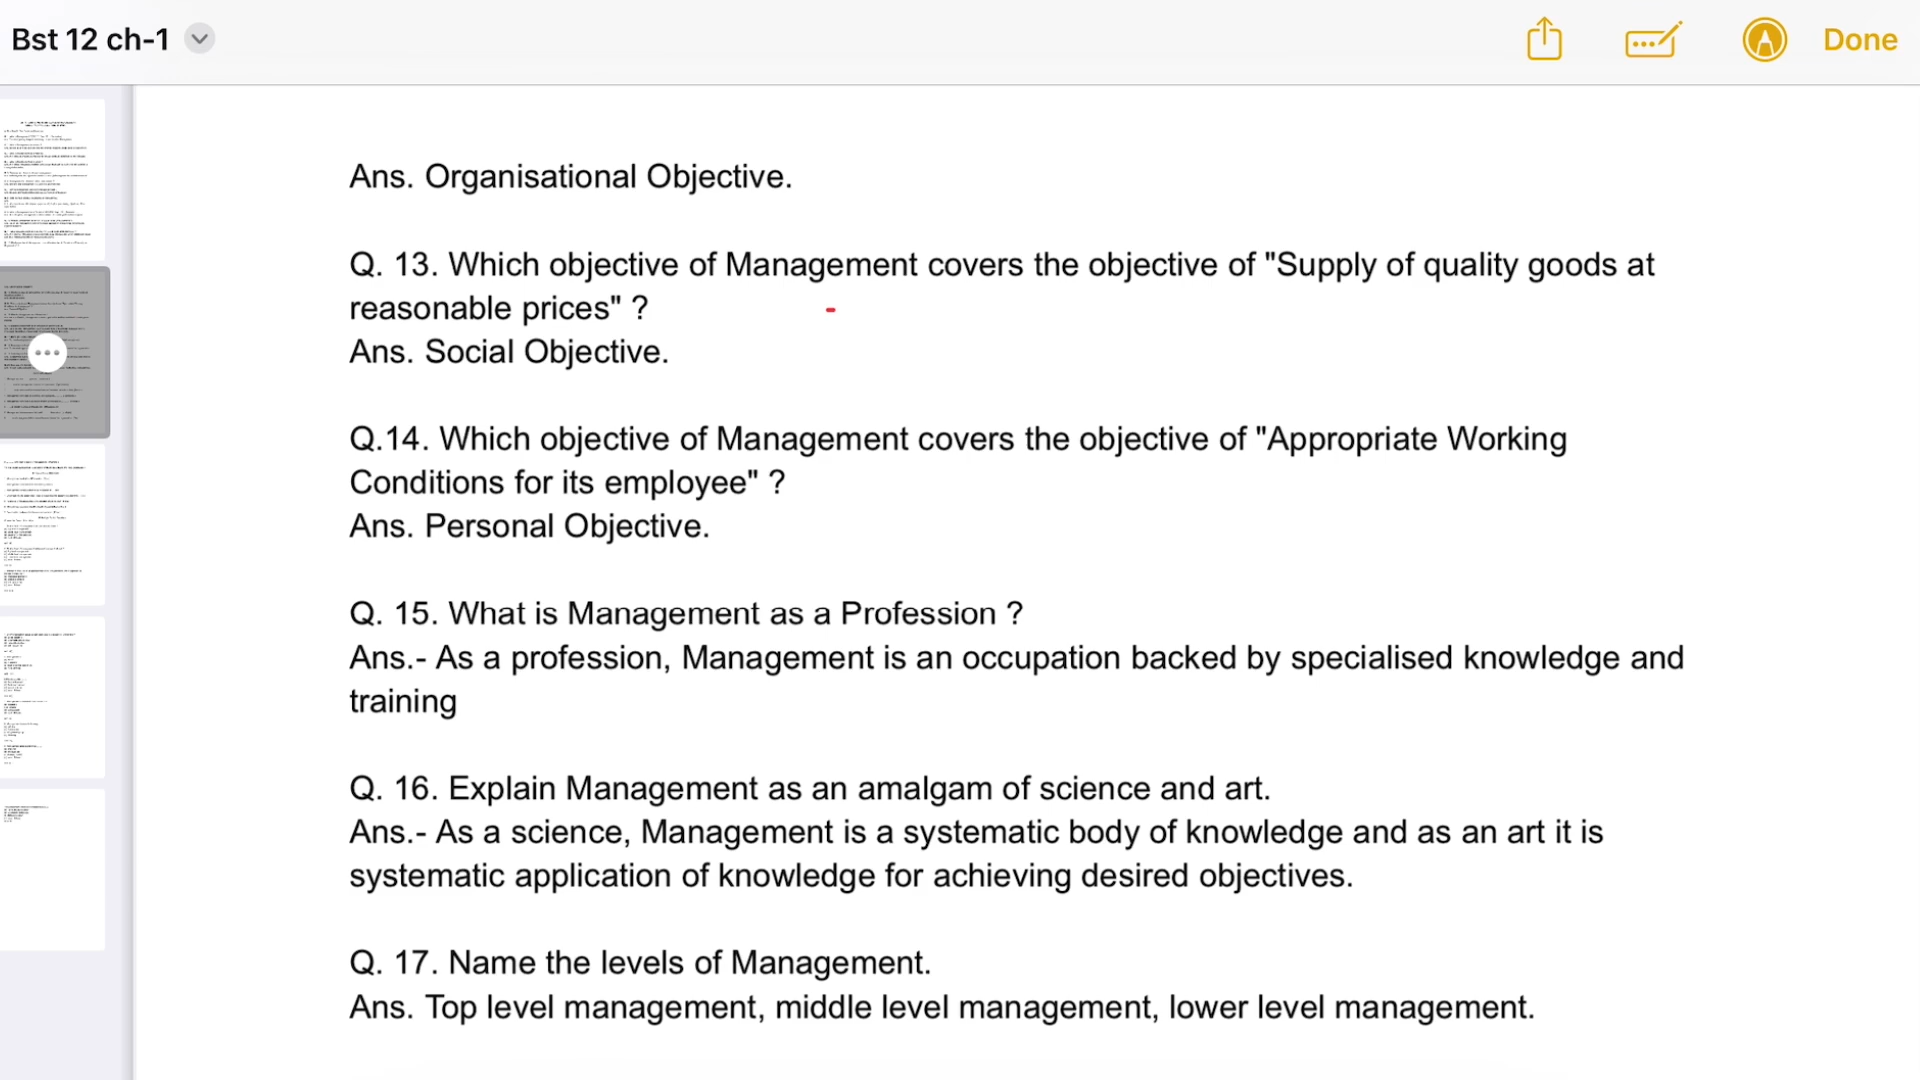 Bst 12 ch-1
Done
Ans. Organisational Objective.
Q. 13. Which objective of Management covers the objective of "Supply of quality goods at
reasonable prices" ?
Ans. Social Objective.
Q.14. Which objective of Management covers the objective of "Appropriate Working
Conditions for its employee" ?
Ans. Personal Objective.
Q. 15. What is Management as a Profession ?
Ans.- As a profession, Management is an occupation backed by specialised knowledge and
training
Q. 16. Explain Management as an amalgam of science and art.
Ans.- As a science, Management is a systematic body of knowledge and as an art it is
systematic application of knowledge for achieving desired objectives.
Q. 17. Name the levels of Management.
Ans. Top level management, middle level management, lower level management.